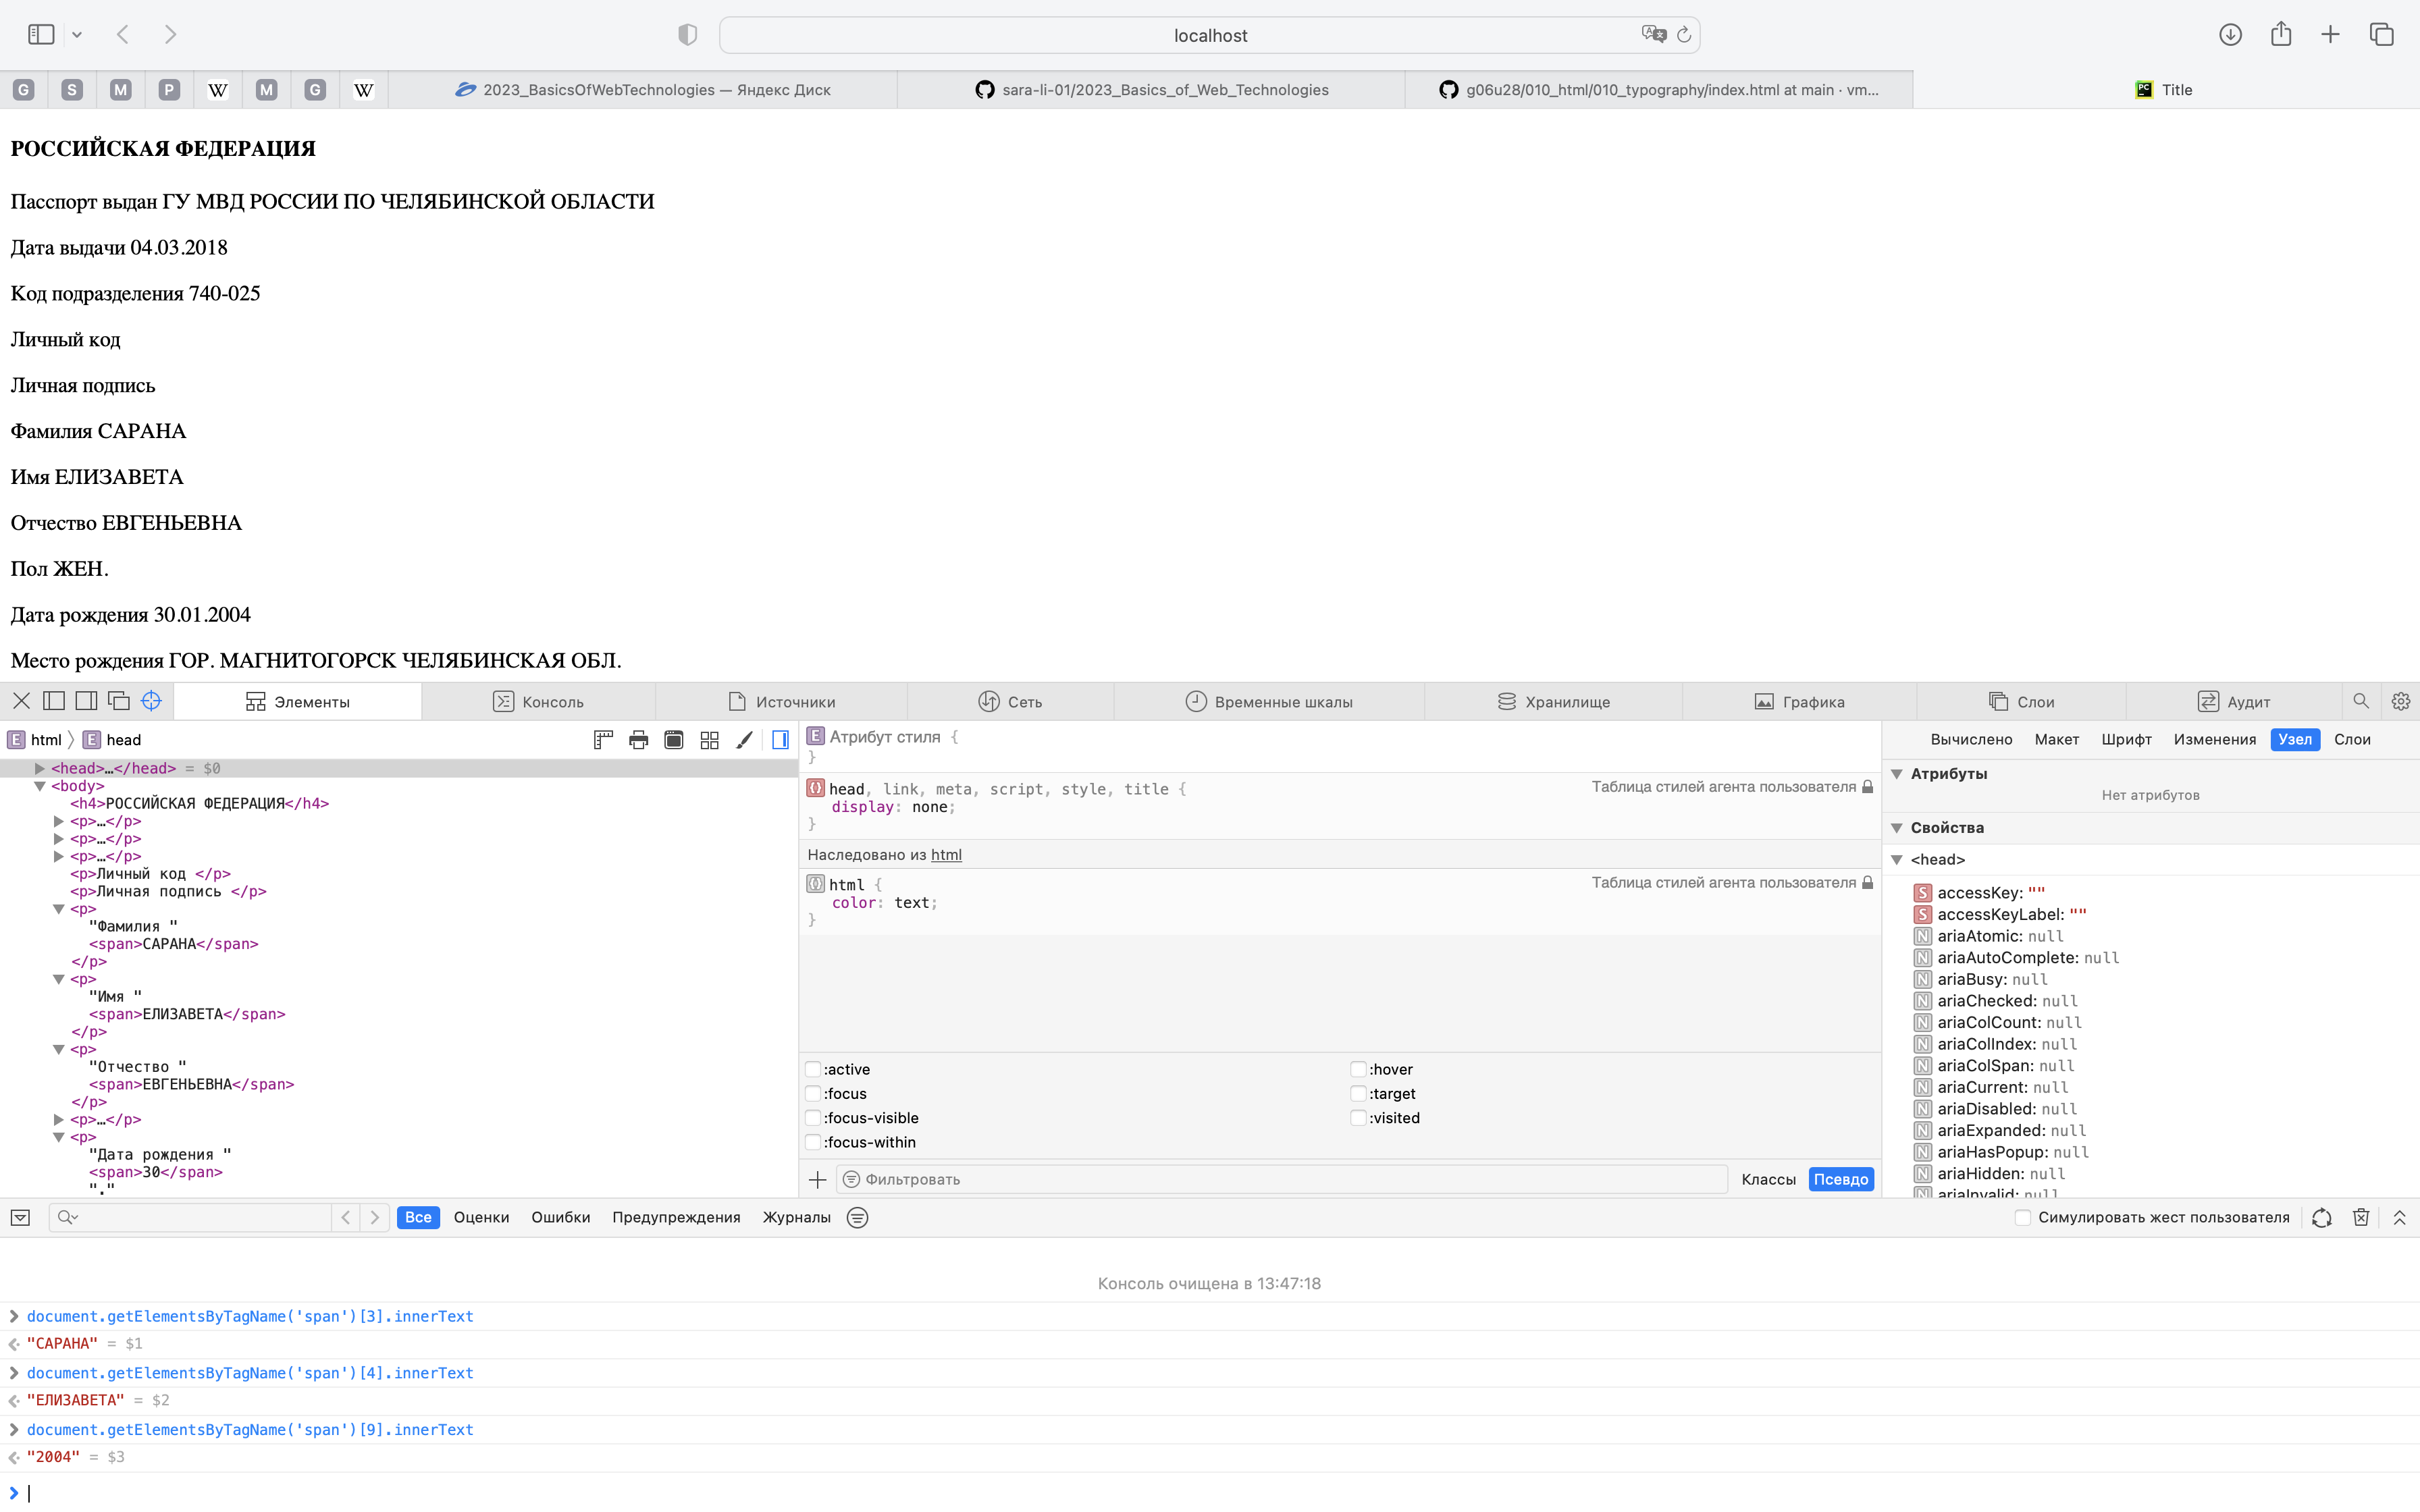 localhost
G S M P W M G W 2023_BasicsOfWebTechnologies — Яндекс Диск sara-li-01/2023_Basics_of_Web_Technologies g06u28/010_html/010_typography/index.html at main · vm... PC Title
РОССИЙСКАЯ ФЕДЕРАЦИЯ
Пасспорт выдан ГУ МВД РОССИИ ПО ЧЕЛЯБИНСКОЙ ОБЛАСТИ
Дата выдачи 04.03.2018
Код подразделения 740-025
Личный код
Личная подпись
Фамилия САРАНА
Имя ЕЛИЗАВЕТА
Отчество ЕВГЕНЬЕВНА
Пол ЖЕН.
Дата рождения 30.01.2004
Место рождения ГОР. МАГНИТОГОРСК ЧЕЛЯБИНСКАЯ ОБЛ.
Элементы Консоль Источники Сеть Временные шкалы Хранилище Графика Слои Аудит
E html E head
<head>…</head> = $0
<body>
<h4>РОССИЙСКАЯ ФЕДЕРАЦИЯ</h4>
<p>…</p>
<p>…</p>
<p>…</p>
<p>Личный код </p>
<p>Личная подпись </p>
<p>
"Фамилия "
<span>САРАНА</span>
</p>
<p>
"Имя "
<span>ЕЛИЗАВЕТА</span>
</p>
<p>
"Отчество "
<span>ЕВГЕНЬЕВНА</span>
</p>
<p>…</p>
<p>
"Дата рождения "
<span>30</span>
"."
E Атрибут стиля {
}
head, link, meta, script, style, title { Таблица стилей агента пользователя
display: none;
}
Наследовано из html
html { Таблица стилей агента пользователя
color: text;
}
:active :hover
:focus :target
:focus-visible :visited
:focus-within
Фильтровать Классы Псевдо
Вычислено Макет Шрифт Изменения Узел Слои
Атрибуты
Нет атрибутов
Свойства
<head>
S accessKey: ""
S accessKeyLabel: ""
N ariaAtomic: null
N ariaAutoComplete: null
N ariaBusy: null
N ariaChecked: null
N ariaColCount: null
N ariaColIndex: null
N ariaColSpan: null
N ariaCurrent: null
N ariaDisabled: null
N ariaExpanded: null
N ariaHasPopup: null
N ariaHidden: null
N ariaInvalid: null
Все Оценки Ошибки Предупреждения Журналы Симулировать жест пользователя
Консоль очищена в 13:47:18
document.getElementsByTagName('span')[3].innerText
"САРАНА" = $1
document.getElementsByTagName('span')[4].innerText
"ЕЛИЗАВЕТА" = $2
document.getElementsByTagName('span')[9].innerText
"2004" = $3